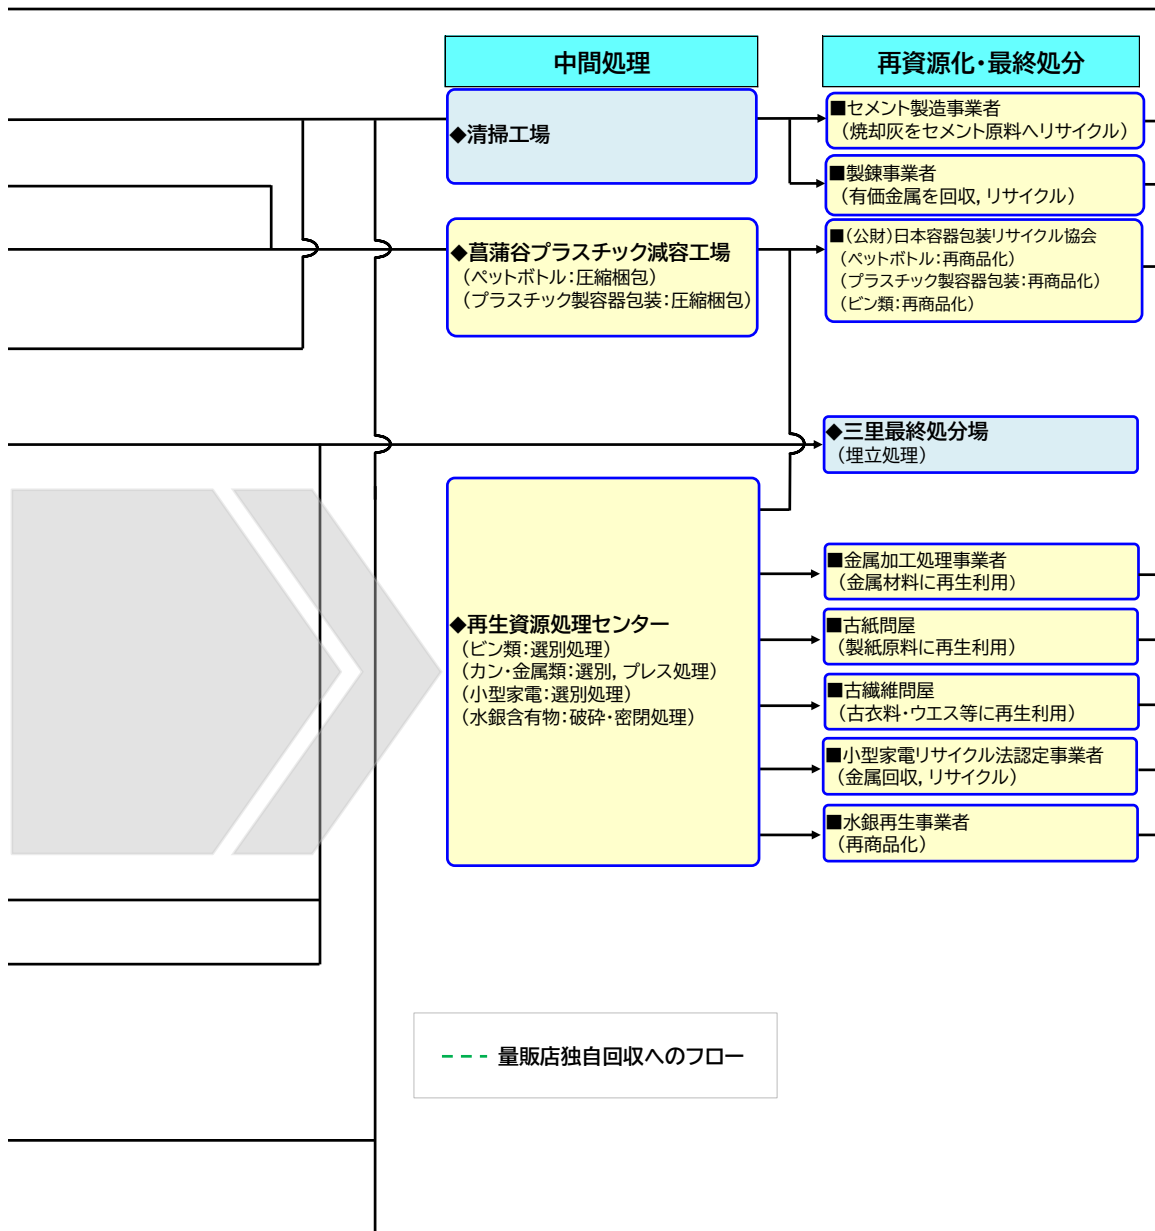 中間処理
再資源化・最終処分
◆清掃工場
■セメント製造事業者
(焼却灰をセメント原料へリサイクル)
■製錬事業者
(有価金属を回収, リサイクル)
◆菖蒲谷プラスチック減容工場
(ペットボトル：圧縮梱包)
(プラスチック製容器包装：圧縮梱包)
■(公財)日本容器包装リサイクル協会
(ペットボトル：再商品化)
(プラスチック製容器包装：再商品化)
(ビン類：再商品化)
◆三里最終処分場
(埋立処理)
◆再生資源処理センター
(ビン類：選別処理)
(カン・金属類：選別, プレス処理)
(小型家電：選別処理)
(水銀含有物：破砕・密閉処理)
■金属加工処理事業者
(金属材料に再生利用)
■古紙問屋
(製紙原料に再生利用)
■古繊維問屋
(古衣料・ウエス等に再生利用)
■小型家電リサイクル法認定事業者
(金属回収, リサイクル)
■水銀再生事業者
(再商品化)
量販店独自回収へのフロー